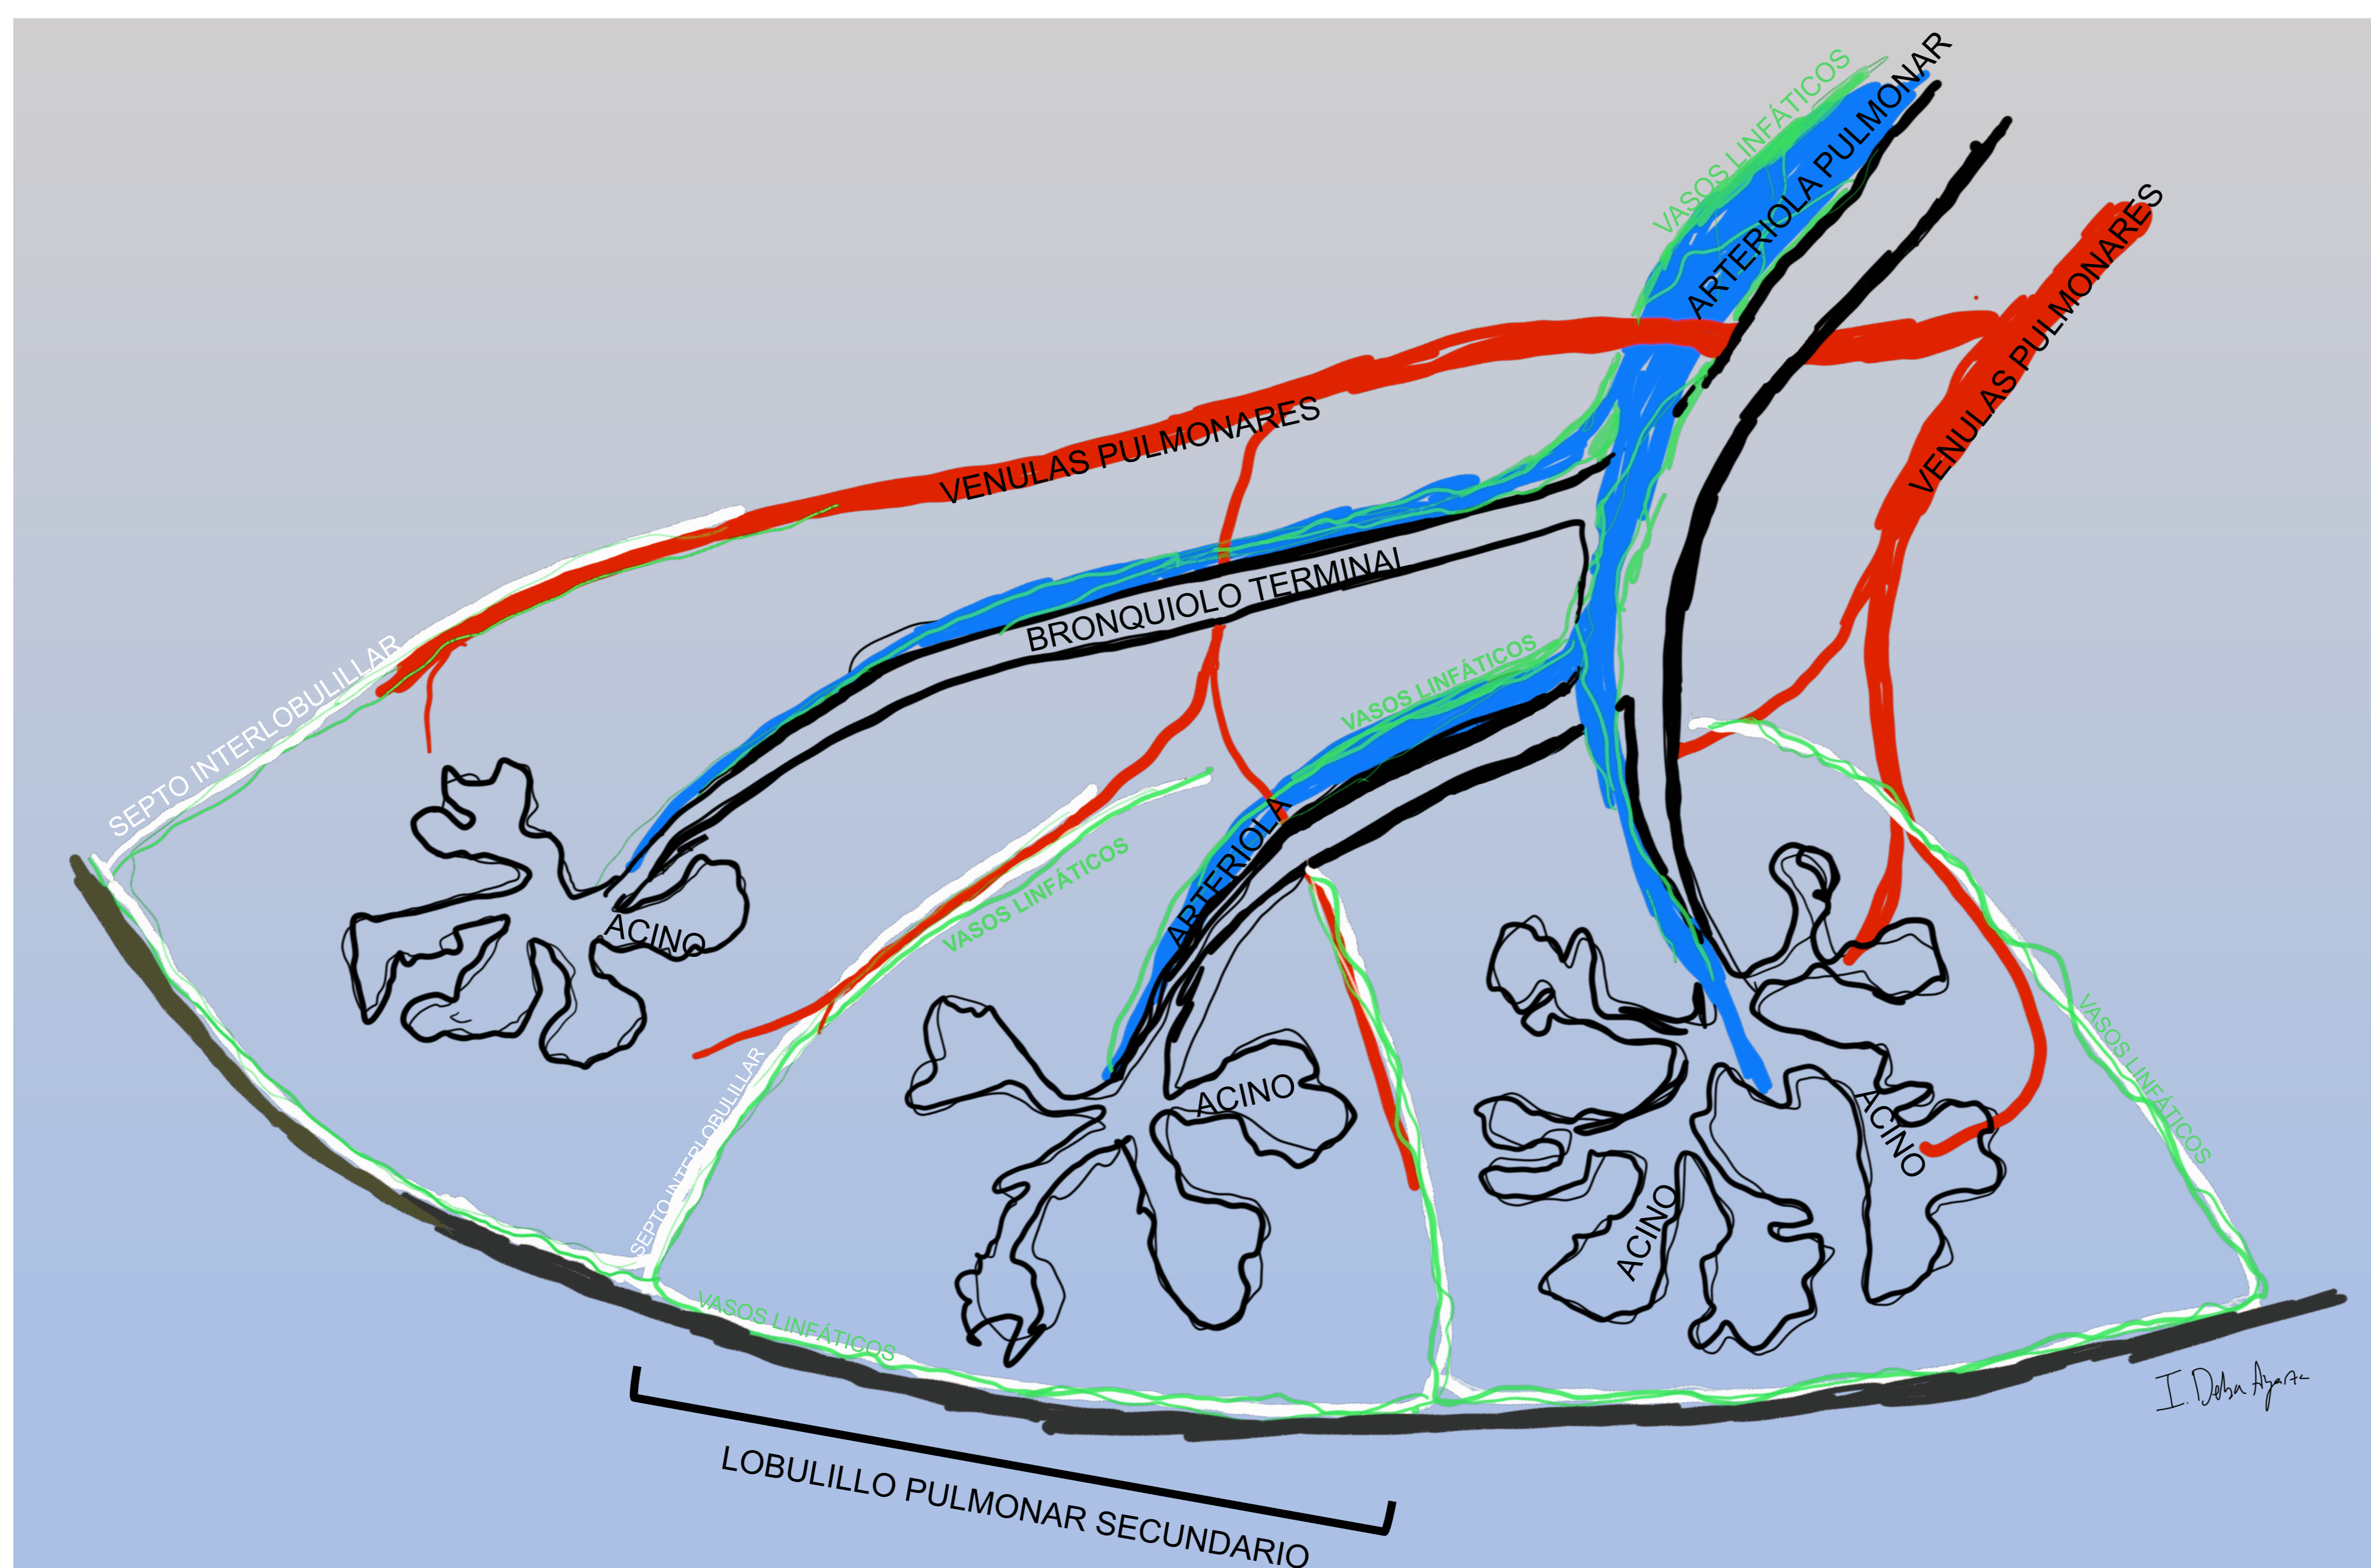 VASOS LINFÁTICOS
ARTERIOLA PULMONAR
VENULAS PULMONARES
VENULAS PULMONARES
BRONQUIOLO TERMINAL
SEPTO INTERLOBULILLAR
VASOS LINFÁTICOS
ARTERIOLA
VASOS LINFÁTICOS
ACINO
SEPTO INTERLOBULILLAR
ACINO
ACINO
ACINO
VASOS LINFÁTICOS
VASOS LINFÁTICOS
LOBULILLO PULMONAR SECUNDARIO